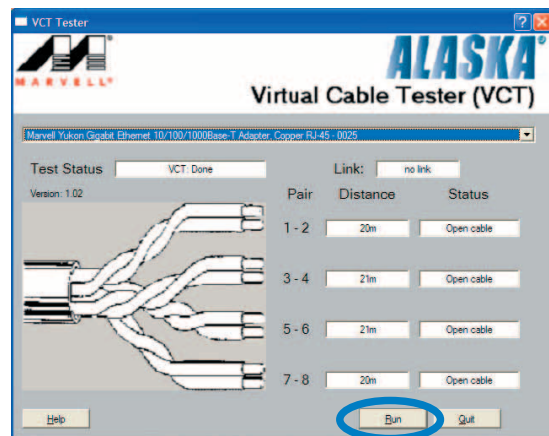 VCT Tester
MARVELL®
ALASKA®
Virtual Cable Tester (VCT)
Marvell Yukon Gigabit Ethernet 10/100/1000Base-T Adapter, Copper RJ-45 - 0025
Test Status VCT: Done Link: no link
Version: 1.02
Pair Distance Status
1 - 2 20m Open cable
3 - 4 21m Open cable
5 - 6 21m Open cable
7 - 8 20m Open cable
Help Run Quit